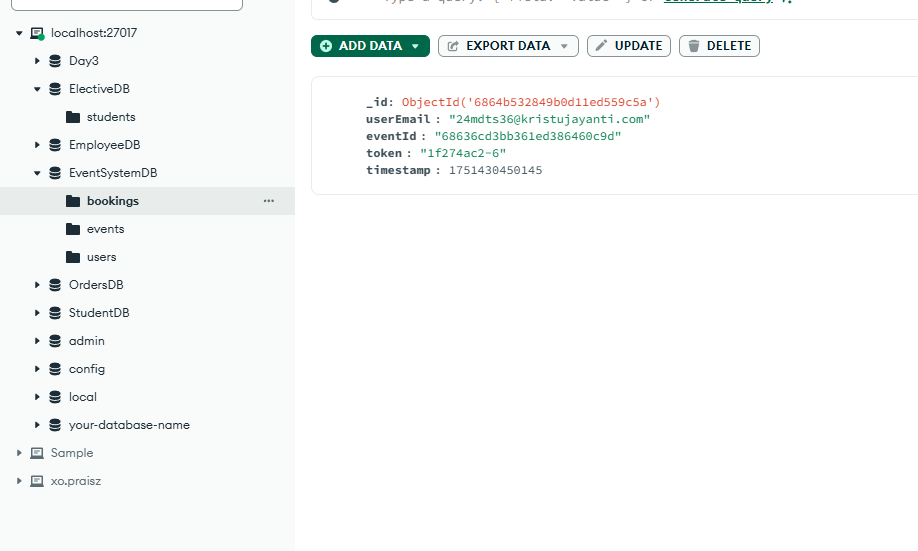 localhost:27017
Day3
ElectiveDB
students
EmployeeDB
EventSystemDB
bookings
events
users
OrdersDB
StudentDB
admin
config
local
your-database-name
Sample
xo.praisz
ADD DATA EXPORT DATA UPDATE DELETE
_id: ObjectId('6864b532849b0d11ed559c5a')
userEmail : "24mdts36@kristujayanti.com"
eventId : "68636cd3bb361ed386460c9d"
token : "1f274ac2-6"
timestamp : 1751430450145